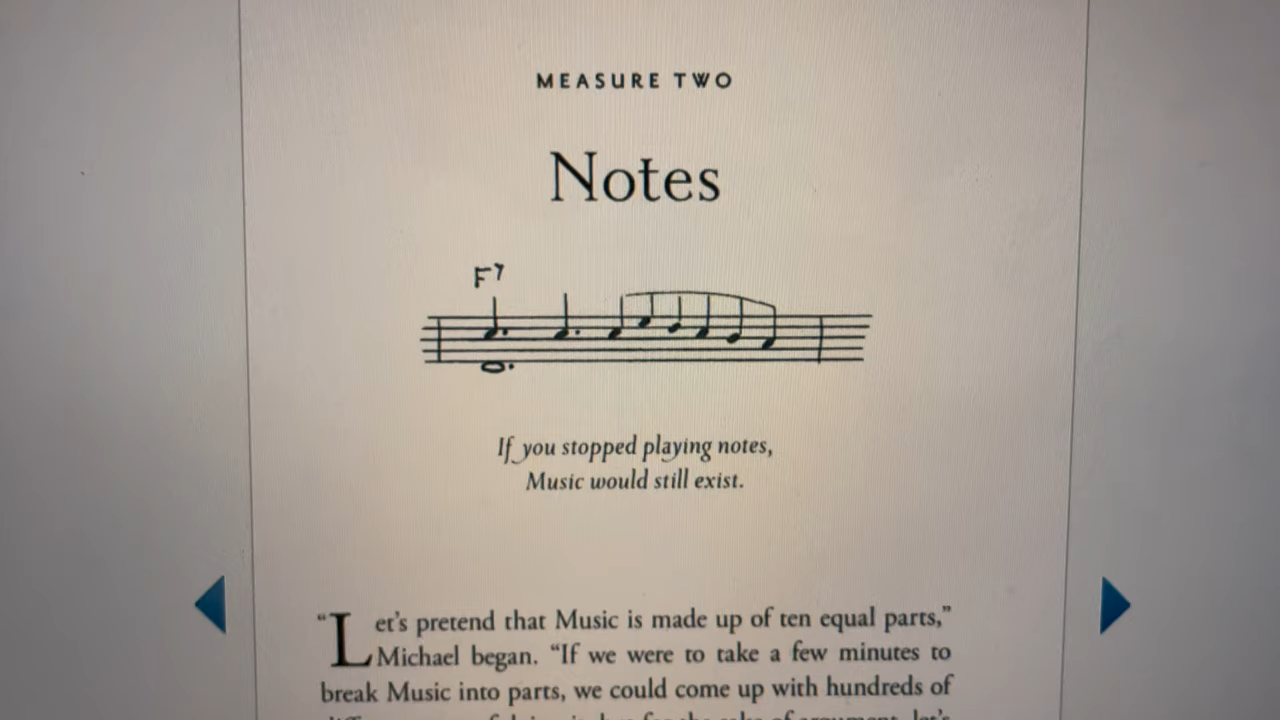 MEASURE TWO
Notes
F7
If you stopped playing notes,
Music would still exist.
“Let’s pretend that Music is made up of ten equal parts,”
Michael began. “If we were to take a few minutes to
break Music into parts, we could come up with hundreds of